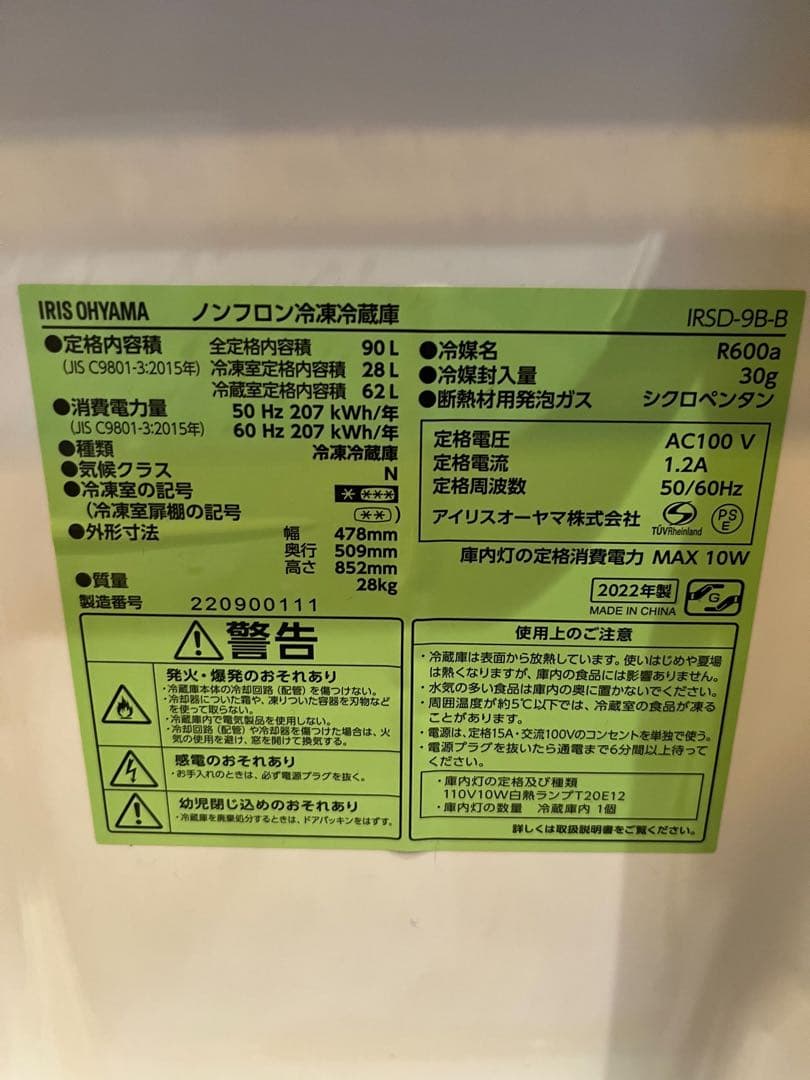 IRIS OHYAMA ノンフロン冷凍冷蔵庫 IRSD-9B-B
●定格内容積 全定格内容積 90 L
(JIS C9801-3:2015年) 冷凍室定格内容積 28 L
冷蔵室定格内容積 62 L
●消費電力量 50 Hz 207 kWh/年
(JIS C9801-3:2015年) 60 Hz 207 kWh/年
●種類 冷凍冷蔵庫
●気候クラス N
●冷凍室の記号 * ***
(冷凍室扉棚の記号 ** )
●外形寸法 幅 478mm
奥行 509mm
高さ 852mm
●質量 28kg
製造番号 220900111
●冷媒名 R600a
●冷媒封入量 30g
●断熱材用発泡ガス シクロペンタン
定格電圧 AC100 V
定格電流 1.2A
定格周波数 50/60Hz
アイリスオーヤマ株式会社 TÜVRheinland PSE
庫内灯の定格消費電力 MAX 10W
2022年製
MADE IN CHINA
G
警告
発火・爆発のおそれあり
・冷蔵庫本体の冷却回路(配管)を傷つけない。
・冷却器についた霜や、凍りついた容器を刃物など
を使って取らない。
・冷蔵庫内で電気製品を使用しない。
・冷却回路(配管)や冷却器を傷つけた場合は、火
気の使用を避け、窓を開けて換気する。
感電のおそれあり
・お手入れのときは、必ず電源プラグを抜く。
幼児閉じ込めのおそれあり
・冷蔵庫を廃棄処分するときは、ドアパッキンをはずす。
使用上のご注意
・冷蔵庫は表面から放熱しています。使いはじめや夏場
は熱くなりますが、庫内の食品には影響ありません。
・水気の多い食品は庫内の奥に置かないでください。
・周囲温度が約5℃以下では、冷蔵室の食品が凍る
ことがあります。
・電源は、定格15A・交流100Vのコンセントを単独で使う。
・電源プラグを抜いたら通電まで6分間以上待って
ください。
・庫内灯の定格及び種類
110V10W白熱ランプT20E12
・庫内灯の数量 冷蔵庫内 1個
詳しくは取扱説明書をご覧ください。